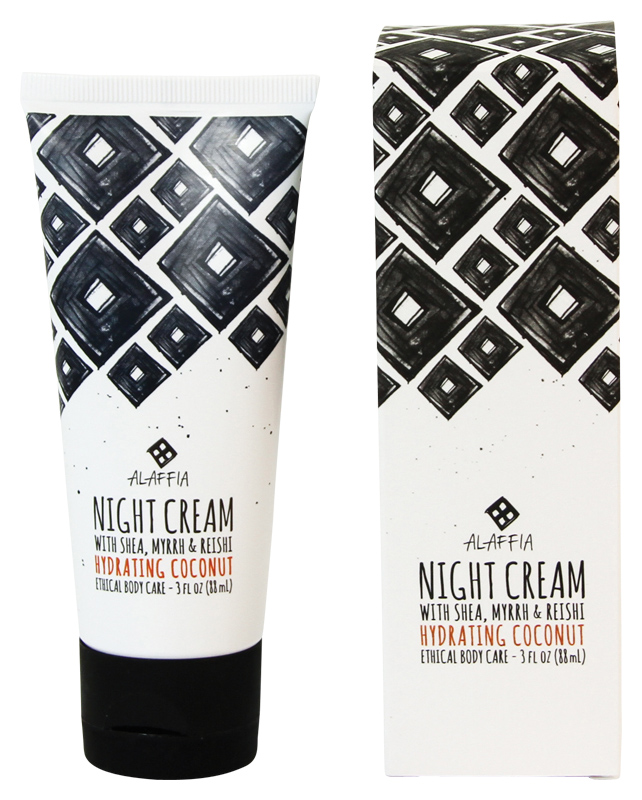 ALAFFIA
NIGHT CREAM
WITH SHEA, MYRRH & REISHI
HYDRATING COCONUT
ETHICAL BODY CARE - 3 FL OZ (88 mL)
ALAFFIA
NIGHT CREAM
WITH SHEA, MYRRH & REISHI
HYDRATING COCONUT
ETHICAL BODY CARE - 3 FL OZ (88 mL)